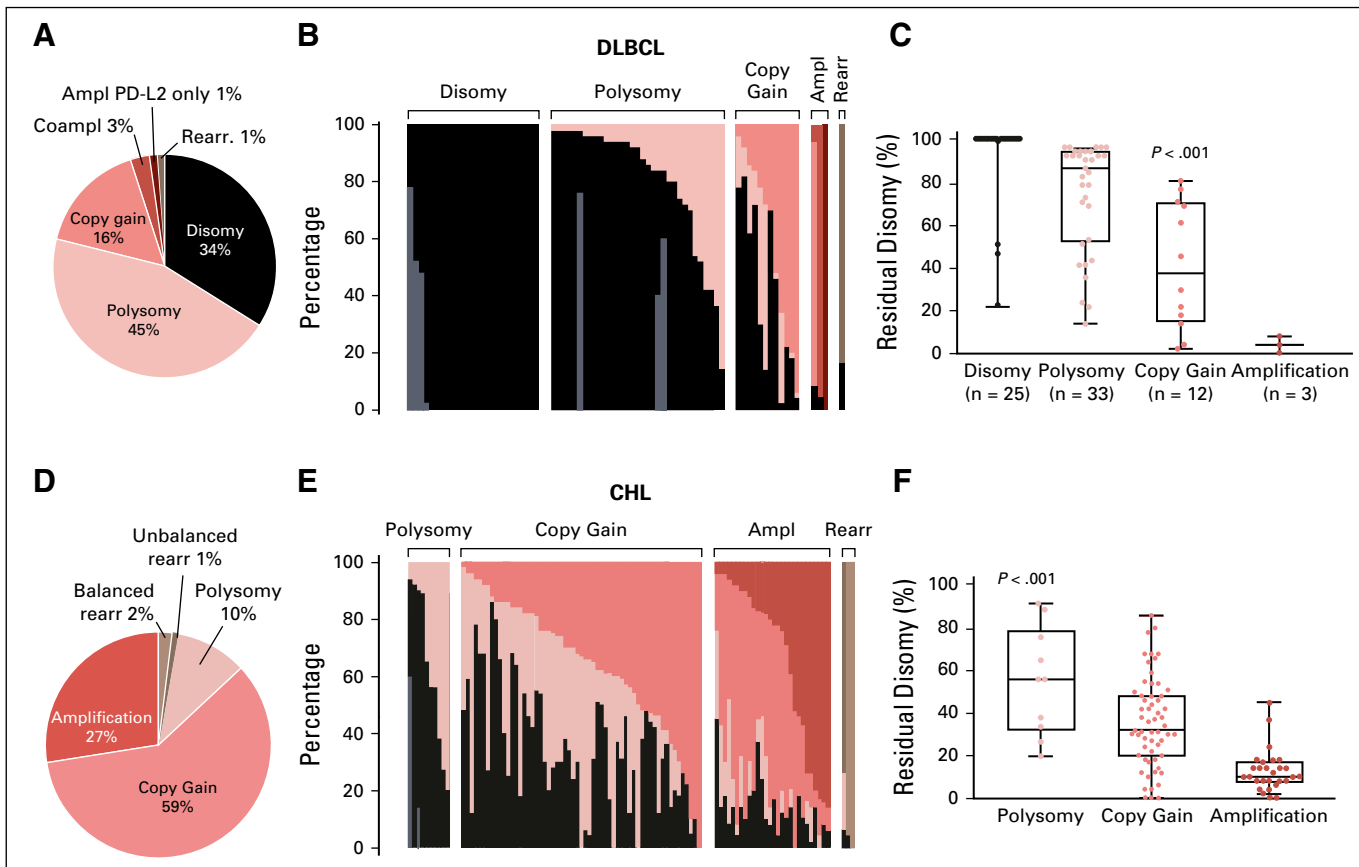 A
Ampl PD-L2 only 1%
Coampl 3%
Rearr. 1%
Copy gain
16%
Disomy
34%
Polysomy
45%
B
DLBCL
Disomy
Polysomy
Copy
Gain
Ampl
Rearr
Percentage
100
80
60
40
20
0
C
Residual Disomy (%)
100
80
60
40
20
0
P < .001
Disomy
(n = 25)
Polysomy
(n = 33)
Copy Gain
(n = 12)
Amplification
(n = 3)
D
Unbalanced
rearr 1%
Balanced
rearr 2%
Polysomy
10%
Amplification
27%
Copy Gain
59%
E
CHL
Polysomy
Copy Gain
Ampl
Rearr
Percentage
100
80
60
40
20
0
F
Residual Disomy (%)
100
80
60
40
20
0
P < .001
Polysomy
Copy Gain
Amplification